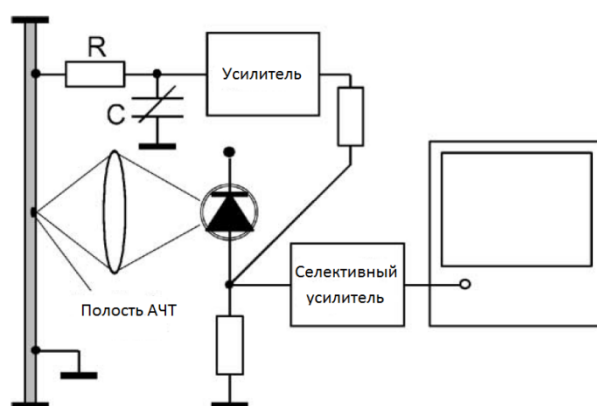 R
C
Усилитель
Полость АЧТ
Селективный
усилитель